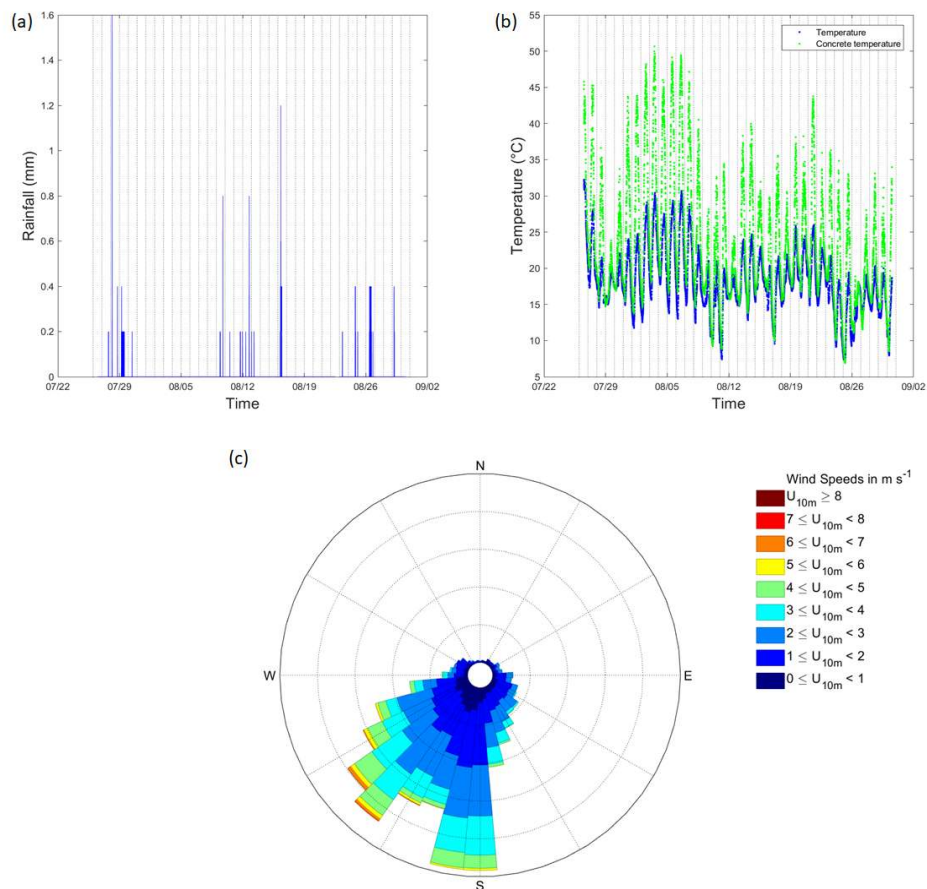 (a)
1.6
1.4
1.2
1
0.8
0.6
0.4
0.2
0
Rainfall (mm)
07/22 07/29 08/05 08/12 08/19 08/26 09/02
Time
(b)
55
50
45
40
35
30
25
20
15
10
5
Temperature (°C)
Temperature
Concrete temperature
07/22 07/29 08/05 08/12 08/19 08/26 09/02
Time
(c)
N
W
E
S
Wind Speeds in m s⁻¹
U10m ≥ 8
7 ≤ U10m < 8
6 ≤ U10m < 7
5 ≤ U10m < 6
4 ≤ U10m < 5
3 ≤ U10m < 4
2 ≤ U10m < 3
1 ≤ U10m < 2
0 ≤ U10m < 1